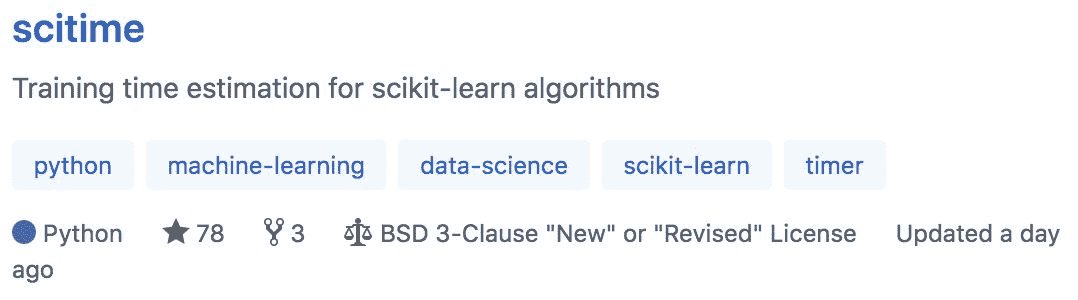 scitime
Training time estimation for scikit-learn algorithms
python machine-learning data-science scikit-learn timer
Python 78 3 BSD 3-Clause "New" or "Revised" License Updated a day
ago